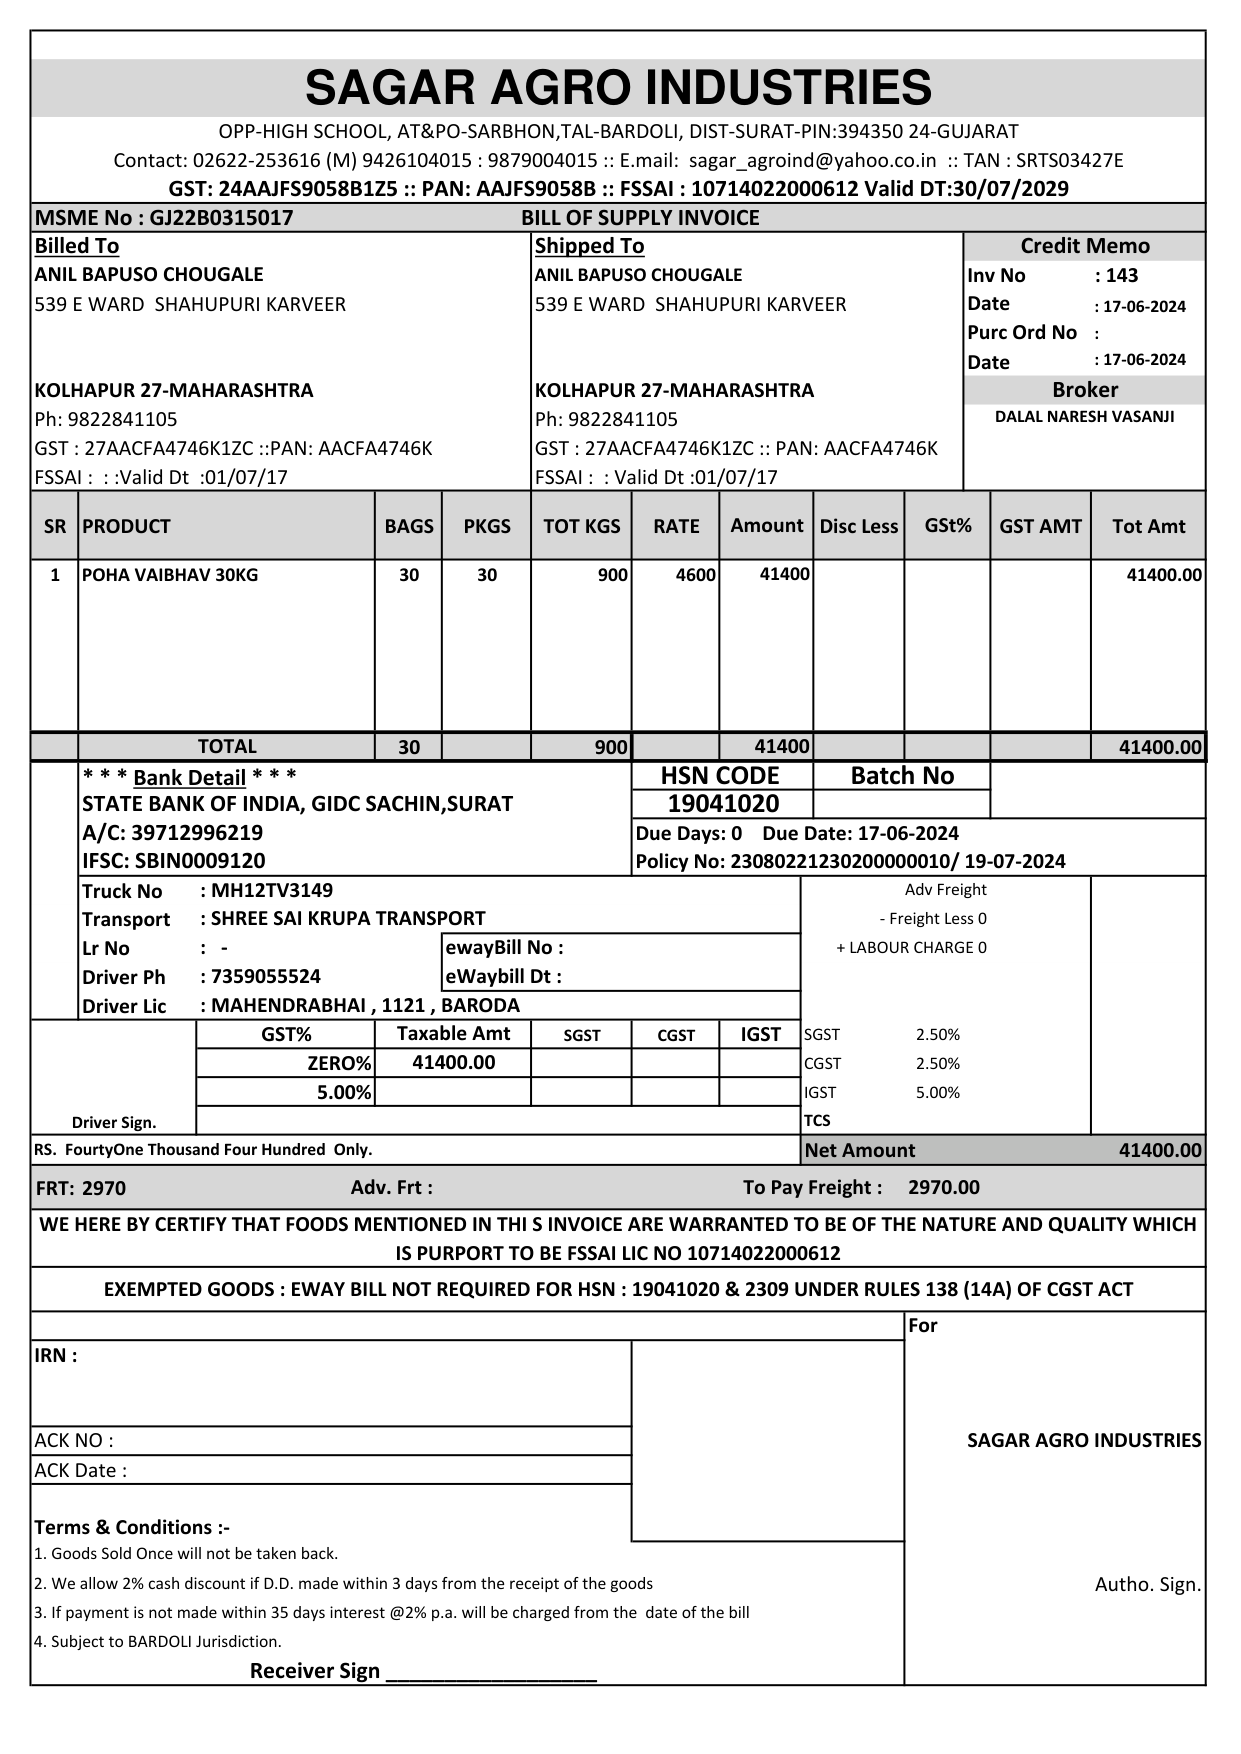 SAGAR AGRO INDUSTRIES
OPP-HIGH SCHOOL, AT&PO-SARBHON,TAL-BARDOLI, DIST-SURAT-PIN:394350 24-GUJARAT
Contact: 02622-253616 (M) 9426104015 : 9879004015 :: E.mail: sagar_agroind@yahoo.co.in :: TAN : SRTS03427E
GST: 24AAJFS9058B1Z5 :: PAN: AAJFS9058B :: FSSAI : 10714022000612 Valid DT:30/07/2029
MSME No : GJ22B0315017 BILL OF SUPPLY INVOICE
Billed To Shipped To Credit Memo
ANIL BAPUSO CHOUGALE ANIL BAPUSO CHOUGALE Inv No : 143
539 E WARD SHAHUPURI KARVEER 539 E WARD SHAHUPURI KARVEER Date : 17-06-2024
Purc Ord No :
Date : 17-06-2024
KOLHAPUR 27-MAHARASHTRA KOLHAPUR 27-MAHARASHTRA Broker
Ph: 9822841105 Ph: 9822841105 DALAL NARESH VASANJI
GST : 27AACFA4746K1ZC ::PAN: AACFA4746K GST : 27AACFA4746K1ZC :: PAN: AACFA4746K
FSSAI : : :Valid Dt :01/07/17 FSSAI : : Valid Dt :01/07/17
SR PRODUCT BAGS PKGS TOT KGS RATE Amount Disc Less GSt% GST AMT Tot Amt
1 POHA VAIBHAV 30KG 30 30 900 4600 41400 41400.00
TOTAL 30 900 41400 41400.00
* * * Bank Detail * * * HSN CODE Batch No
STATE BANK OF INDIA, GIDC SACHIN,SURAT 19041020
A/C: 39712996219 Due Days: 0 Due Date: 17-06-2024
IFSC: SBIN0009120 Policy No: 23080221230200000010/ 19-07-2024
Truck No : MH12TV3149 Adv Freight
Transport : SHREE SAI KRUPA TRANSPORT - Freight Less 0
Lr No : - ewayBill No : + LABOUR CHARGE 0
Driver Ph : 7359055524 eWaybill Dt :
Driver Lic : MAHENDRABHAI , 1121 , BARODA
GST% Taxable Amt SGST CGST IGST SGST 2.50%
ZERO% 41400.00 CGST 2.50%
5.00% IGST 5.00%
Driver Sign. TCS
RS. FourtyOne Thousand Four Hundred Only. Net Amount 41400.00
FRT: 2970 Adv. Frt : To Pay Freight : 2970.00
WE HERE BY CERTIFY THAT FOODS MENTIONED IN THI S INVOICE ARE WARRANTED TO BE OF THE NATURE AND QUALITY WHICH
IS PURPORT TO BE FSSAI LIC NO 10714022000612
EXEMPTED GOODS : EWAY BILL NOT REQUIRED FOR HSN : 19041020 & 2309 UNDER RULES 138 (14A) OF CGST ACT
For
IRN :
ACK NO : SAGAR AGRO INDUSTRIES
ACK Date :
Terms & Conditions :-
1. Goods Sold Once will not be taken back.
2. We allow 2% cash discount if D.D. made within 3 days from the receipt of the goods Autho. Sign.
3. If payment is not made within 35 days interest @2% p.a. will be charged from the date of the bill
4. Subject to BARDOLI Jurisdiction.
Receiver Sign __________________